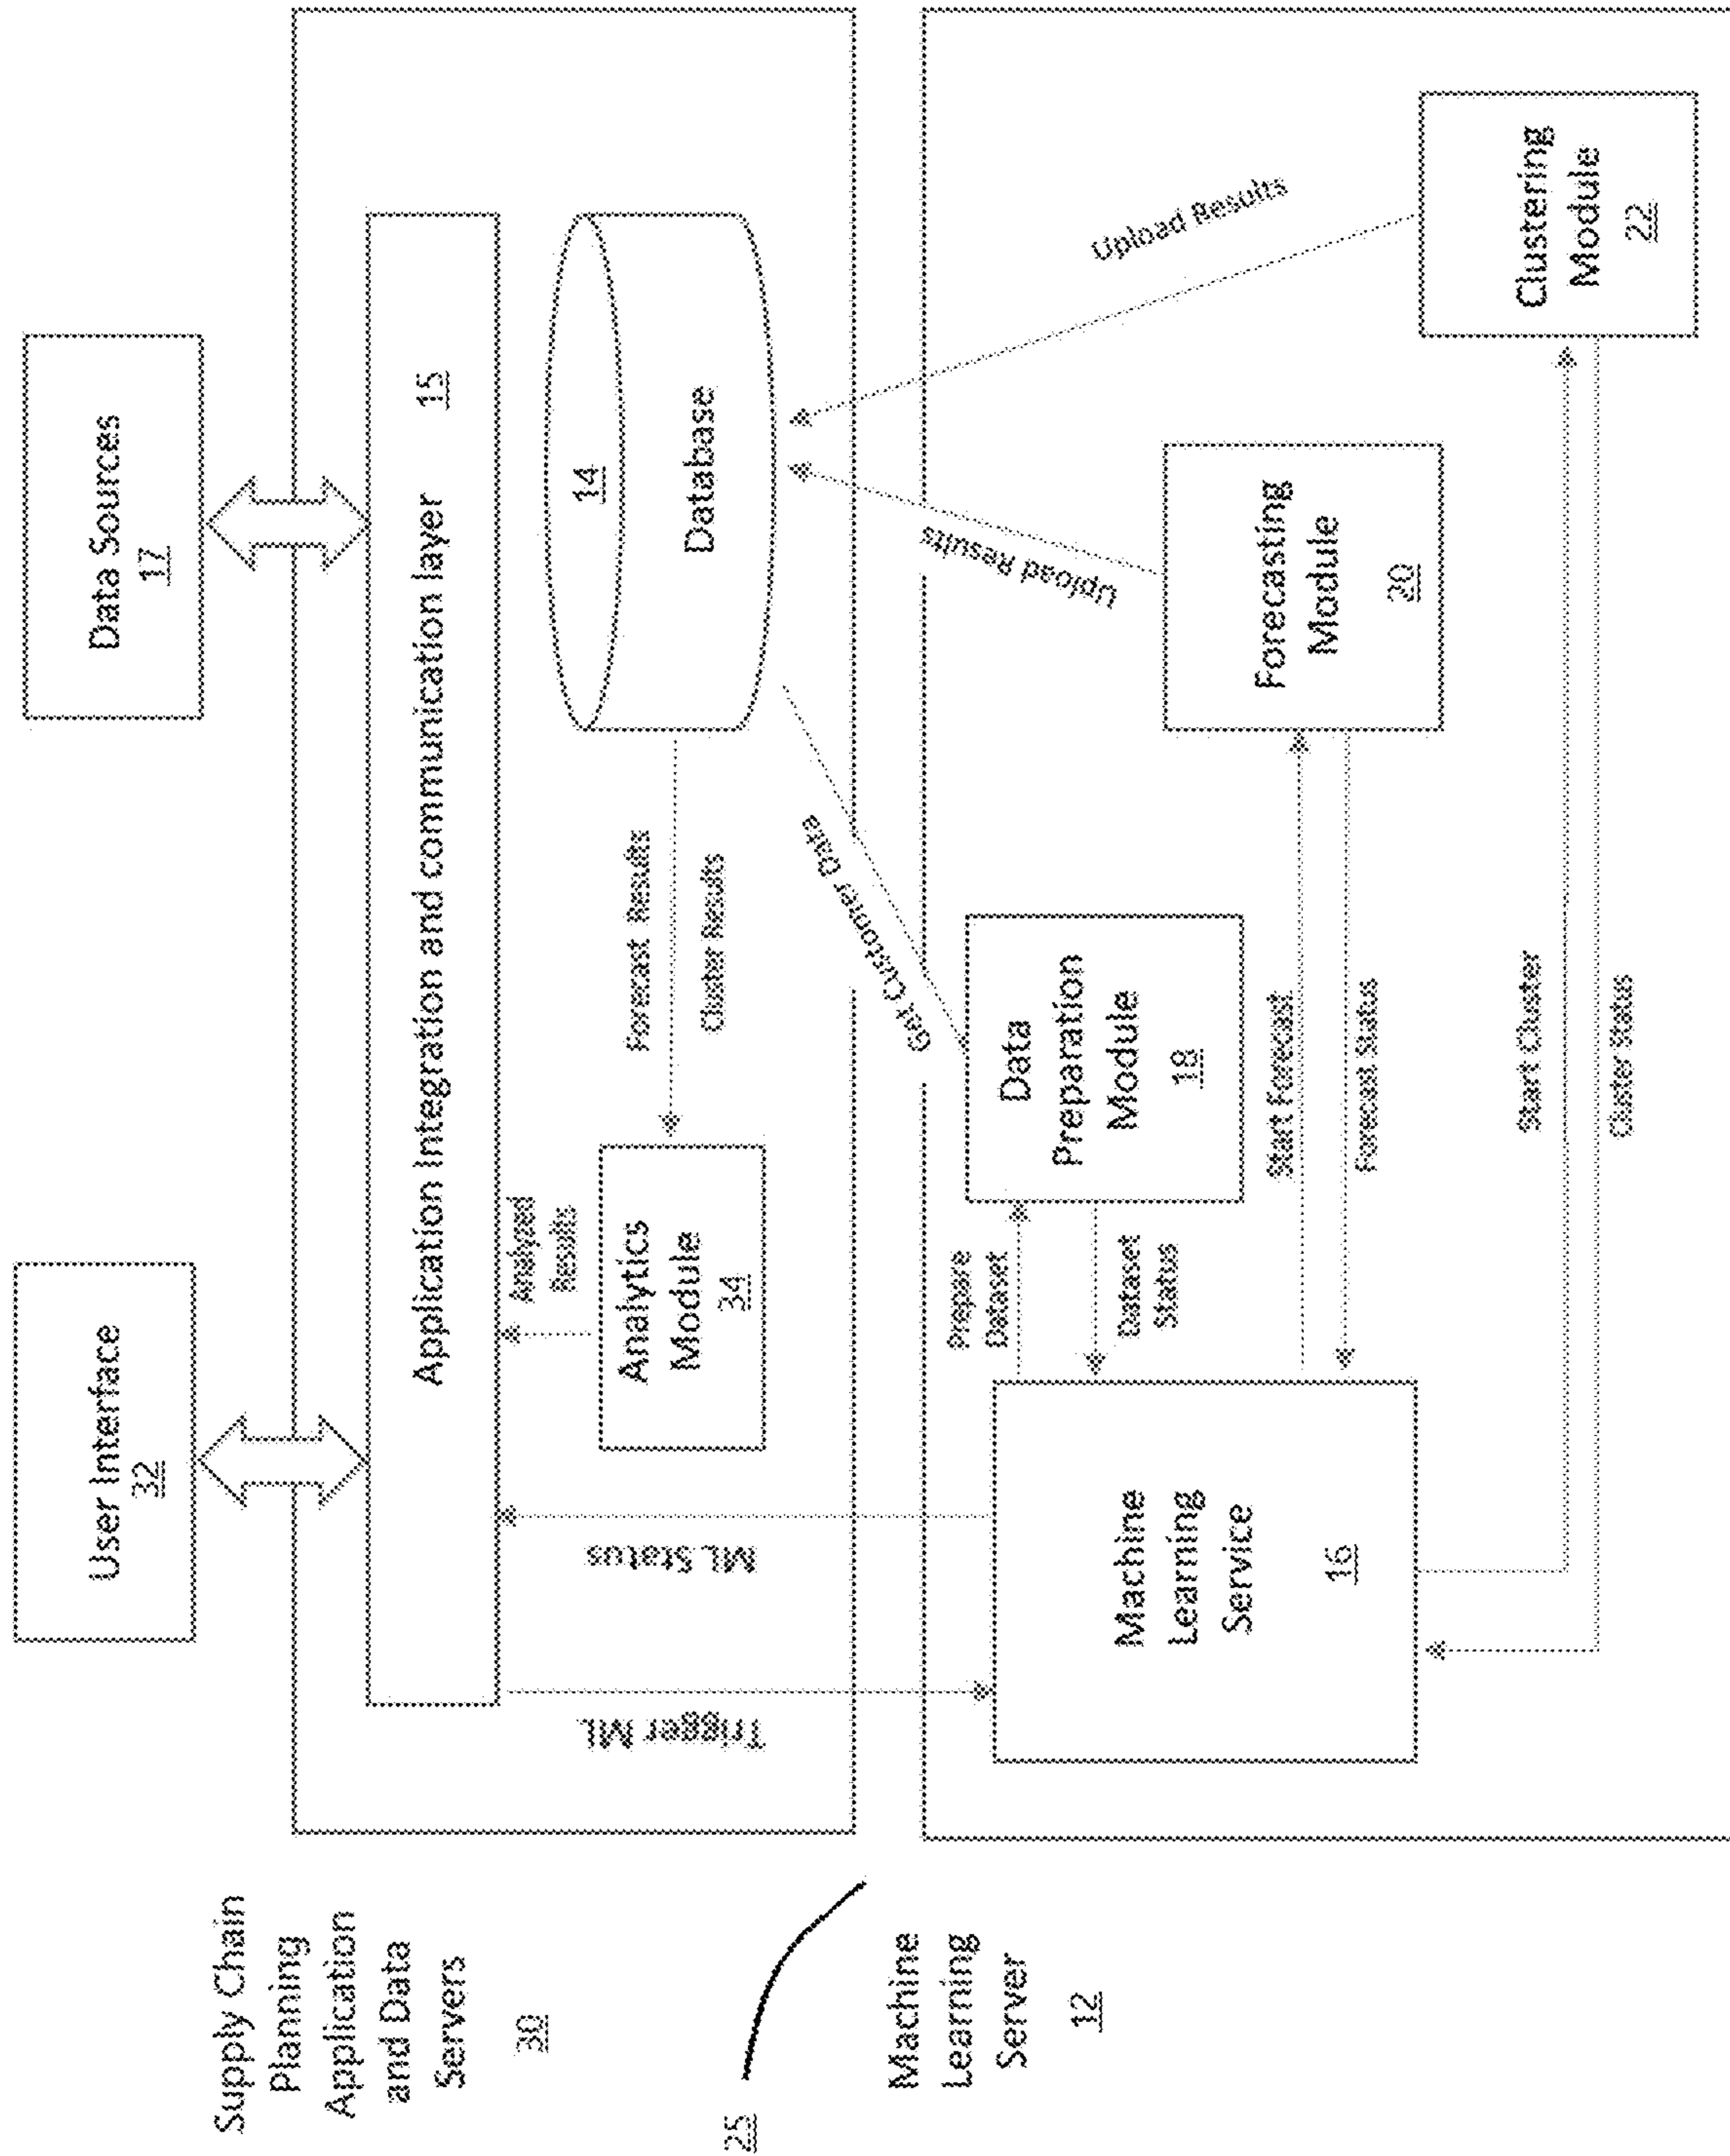 Supply Chain
Planning
Application
and Data
Servers
30
25
Machine
Learning
Server
12
User Interface
32
Data Sources
17
Application Integration and communication layer 15
Trigger ML
ML Status
Analyzed
Results
Analytics
Module
34
Forecast Results
Cluster Results
14
Database
Get Customer Data
Upload Results
Upload Results
Machine
Learning
Service
16
Prepare
Dataset
Dataset
Status
Data
Preparation
Module
18
Start Forecast
Forecast Status
Forecasting
Module
20
Start Cluster
Cluster Status
Clustering
Module
22